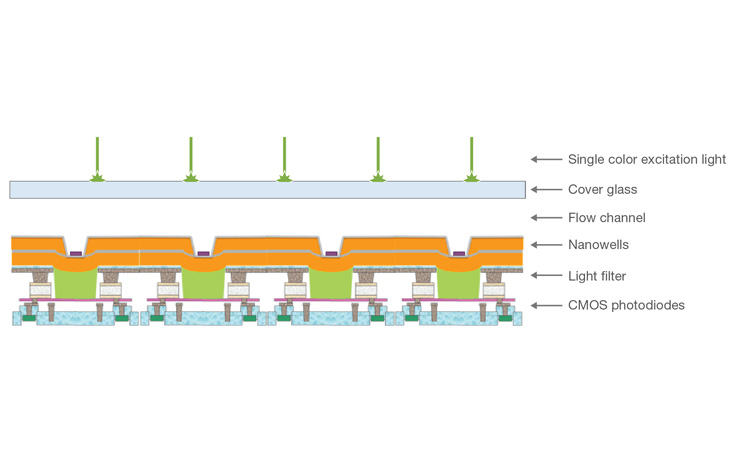 Single color excitation light
Cover glass
Flow channel
Nanowells
Light filter
CMOS photodiodes